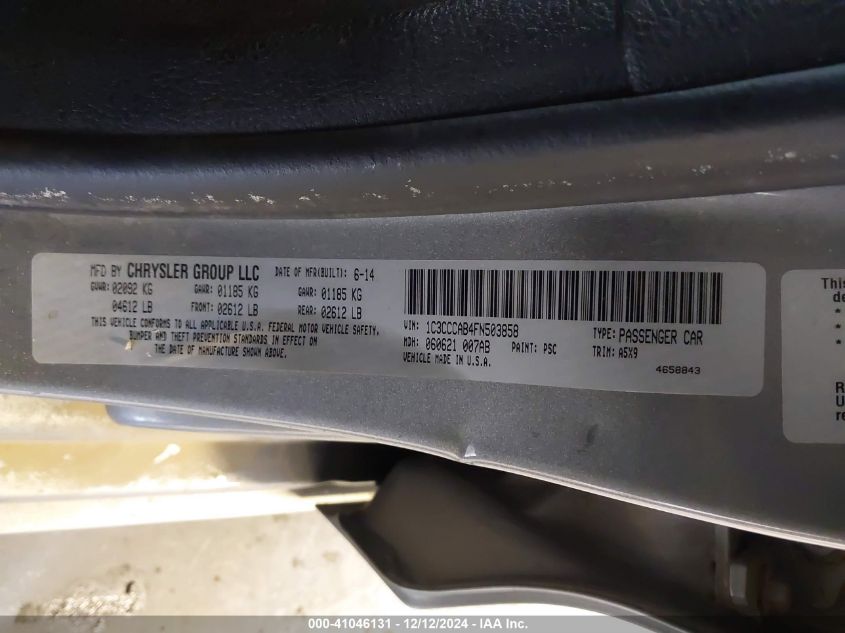 MFD BY CHRYSLER GROUP LLC DATE OF MFR(BUILT): 6-14
GVWR: 02092 KG GAWR: 01185 KG GAWR: 01185 KG
04612 LB FRONT: 02612 LB REAR: 02612 LB
THIS VEHICLE CONFORMS TO ALL APPLICABLE U.S.A. FEDERAL MOTOR VEHICLE SAFETY,
BUMPER AND THEFT PREVENTION STANDARDS IN EFFECT ON
THE DATE OF MANUFACTURE SHOWN ABOVE.
VIN: 1C3CCCAB4FN503858 TYPE: PASSENGER CAR
MDH: 060621 007AB PAINT: PSC TRIM: A5X9
VEHICLE MADE IN U.S.A.
4658843
This
de
*
*
*
R
U
re
000-41046131 - 12/12/2024 - IAA Inc.